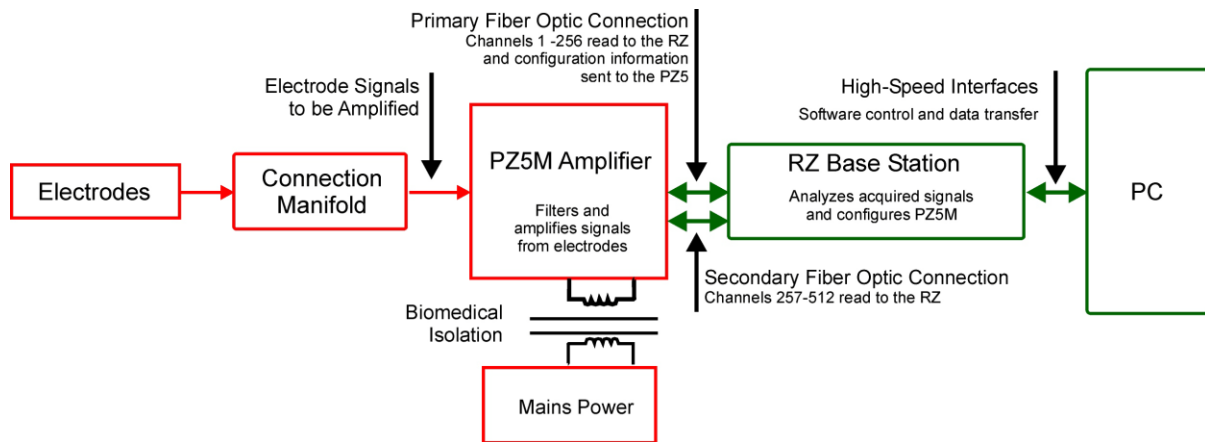 Primary Fiber Optic Connection
Channels 1 -256 read to the RZ
and configuration information
sent to the PZ5
Electrode Signals
to be Amplified
High-Speed Interfaces
Software control and data transfer
Electrodes
Connection
Manifold
PZ5M Amplifier
Filters and
amplifies signals
from electrodes
RZ Base Station
Analyzes acquired signals
and configures PZ5M
PC
Secondary Fiber Optic Connection
Channels 257-512 read to the RZ
Biomedical
Isolation
Mains Power